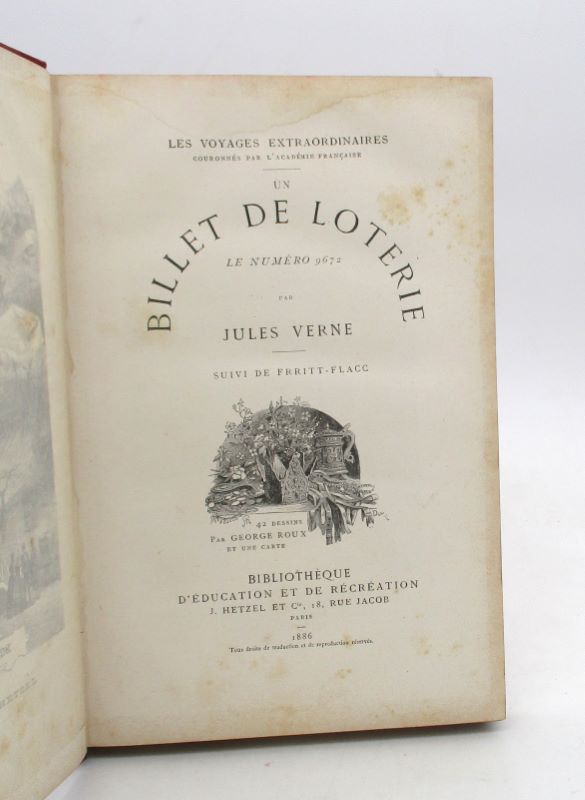 LES VOYAGES EXTRAORDINAIRES
COURONNÉS PAR L'ACADÉMIE FRANÇAISE
UN
BILLET DE LOTERIE
LE NUMÉRO 9672
PAR
JULES VERNE
SUIVI DE FRRITT-FLACC
42 DESSINS
PAR GEORGE ROUX
ET UNE CARTE
BIBLIOTHÈQUE
D'ÉDUCATION ET DE RÉCRÉATION
J. HETZEL ET Cie, 18, RUE JACOB
PARIS
1886
Tous droits de traduction et de reproduction réservés.